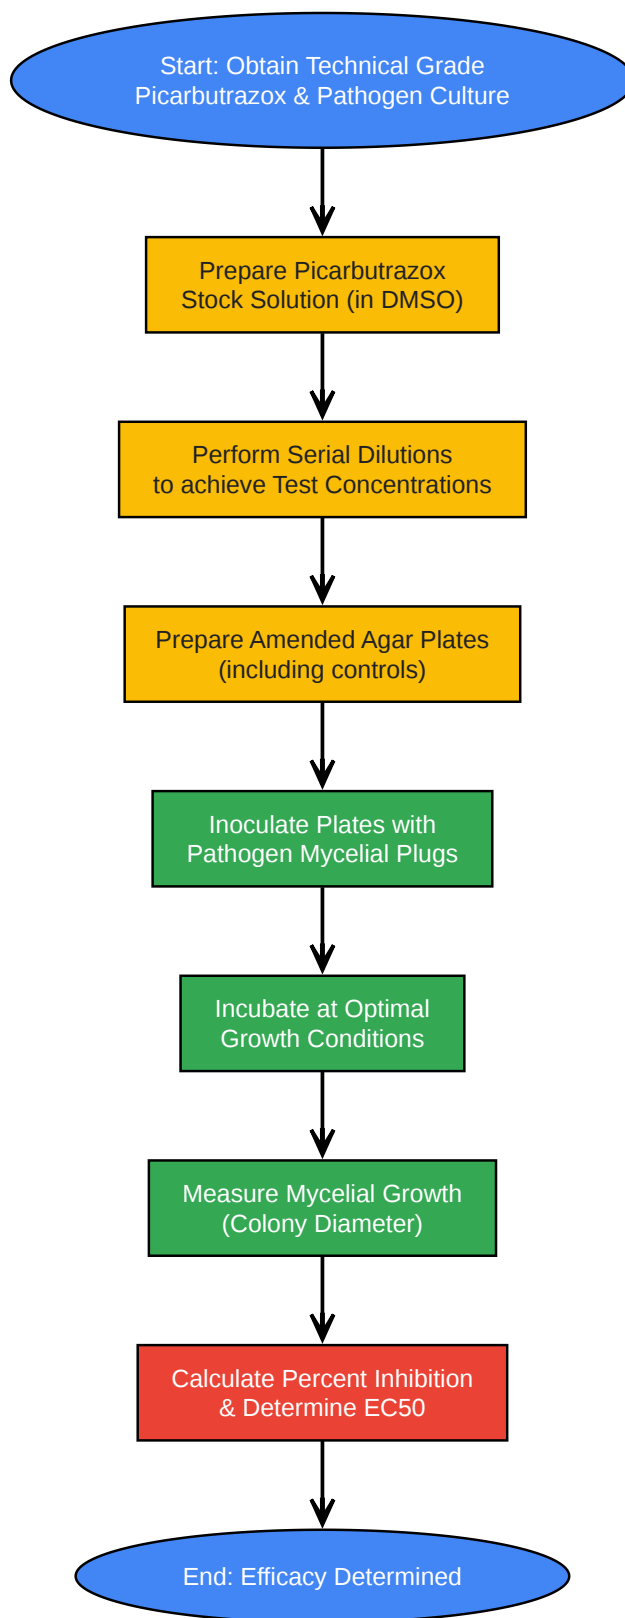 Start: Obtain Technical Grade
Picarbutrazox & Pathogen Culture
Prepare Picarbutrazox
Stock Solution (in DMSO)
Perform Serial Dilutions
to achieve Test Concentrations
Prepare Amended Agar Plates
(including controls)
Inoculate Plates with
Pathogen Mycelial Plugs
Incubate at Optimal
Growth Conditions
Measure Mycelial Growth
(Colony Diameter)
Calculate Percent Inhibition
& Determine EC50
End: Efficacy Determined